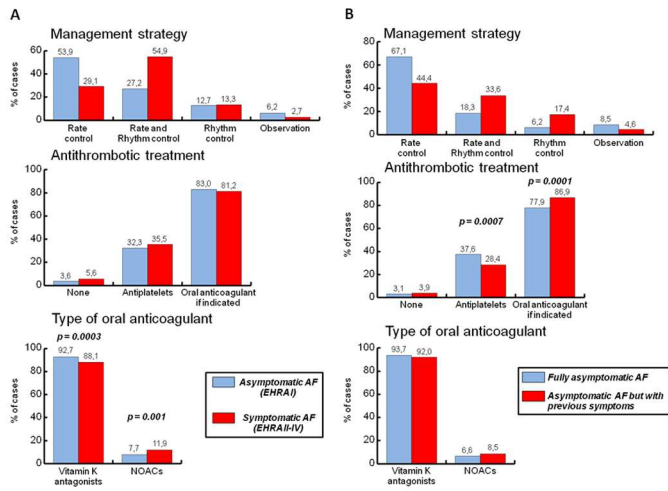 A
Management strategy
% of cases
60
40
20
0
53,9
29,1
27,2
54,9
12,7
13,3
6,2
2,7
Rate control
Rate and Rhythm control
Rhythm control
Observation
Antithrombotic treatment
% of cases
100
80
60
40
20
0
3,6
5,6
32,3
35,5
83,0
81,2
None
Antiplatelets
Oral anticoagulant if indicated
Type of oral anticoagulant
% of cases
100
80
60
40
20
0
p=0.0003
92,7
88,1
p=0.001
7,7
11,9
Vitamin K antagonists
NOACs
Asymptomatic AF
(EHRAI)
Symptomatic AF
(EHRAII-IV)
B
Management strategy
% of cases
80
60
40
20
0
67,1
44,4
18,3
33,6
6,2
17,4
8,5
4,6
Rate control
Rate and Rhythm control
Rhythm control
Observation
Antithrombotic treatment
% of cases
100
80
60
40
20
0
3,1
3,9
p=0.0007
37,6
28,4
p=0.0001
77,9
86,9
None
Antiplatelets
Oral anticoagulant if indicated
Type of oral anticoagulant
% of cases
100
80
60
40
20
0
93,7
92,0
6,6
8,5
Vitamin K antagonists
NOACs
Fully asymptomatic AF
Asymptomatic AF but with
previous symptoms